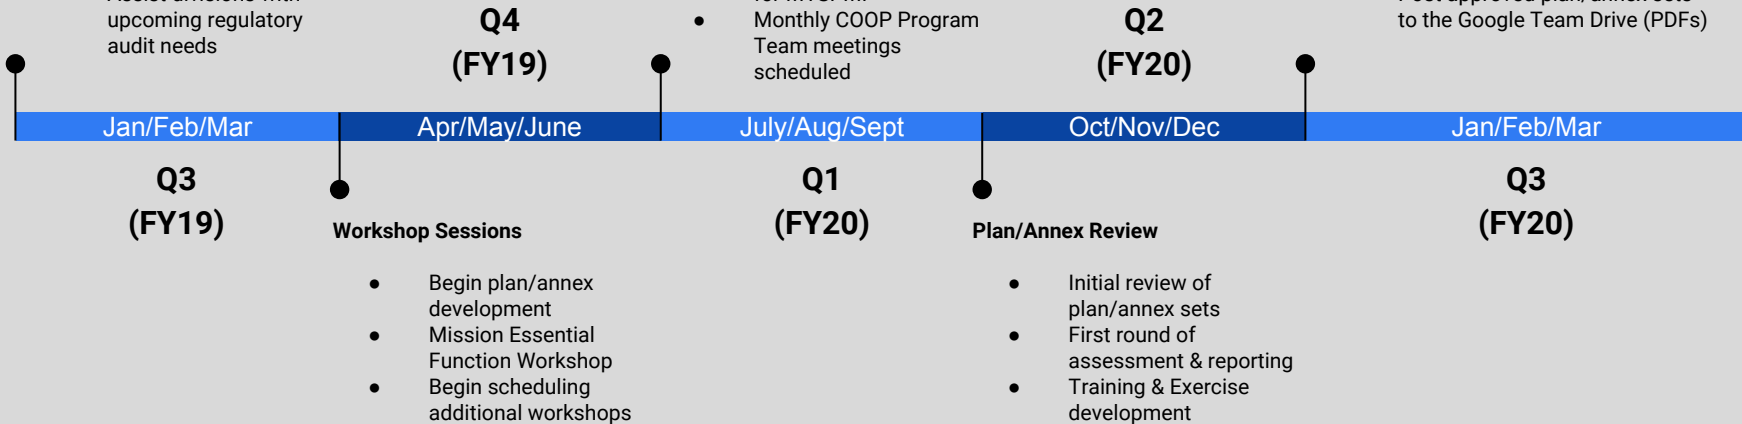 upcoming regulatory
audit needs
Q4
(FY19)
● Monthly COOP Program
Team meetings
scheduled
Q2
(FY20)
to the Google Team Drive (PDFs)
Jan/Feb/Mar
Apr/May/June
July/Aug/Sept
Oct/Nov/Dec
Jan/Feb/Mar
Q3
(FY19)
Workshop Sessions
● Begin plan/annex
development
● Mission Essential
Function Workshop
● Begin scheduling
additional workshops
Q1
(FY20)
Plan/Annex Review
● Initial review of
plan/annex sets
● First round of
assessment & reporting
● Training & Exercise
development
Q3
(FY20)